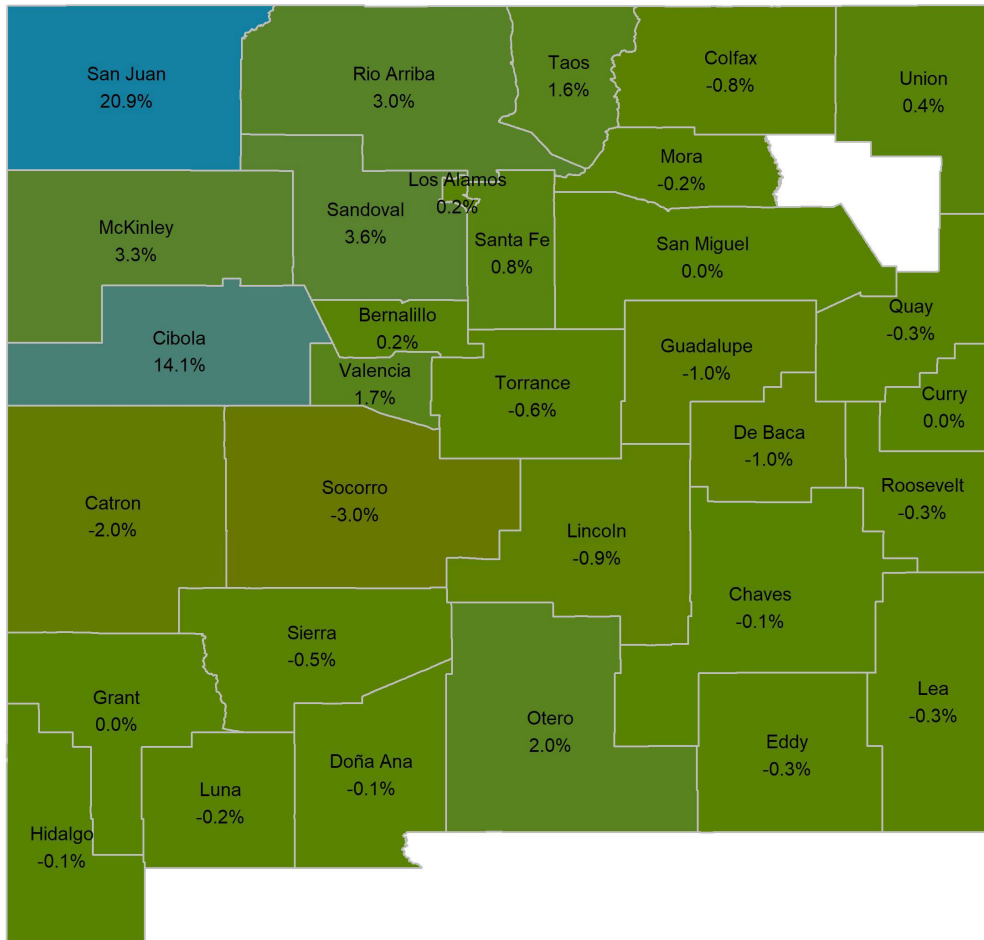 San Juan
20.9%
Rio Arriba
3.0%
Taos
1.6%
Colfax
-0.8%
Union
0.4%
Mora
-0.2%
Los Alamos
0.2%
McKinley
3.3%
Sandoval
3.6%
Santa Fe
0.8%
San Miguel
0.0%
Quay
-0.3%
Cibola
14.1%
Bernalillo
0.2%
Valencia
1.7%
Torrance
-0.6%
Guadalupe
-1.0%
Curry
0.0%
De Baca
-1.0%
Roosevelt
-0.3%
Catron
-2.0%
Socorro
-3.0%
Lincoln
-0.9%
Chaves
-0.1%
Sierra
-0.5%
Grant
0.0%
Otero
2.0%
Lea
-0.3%
Eddy
-0.3%
Doña Ana
-0.1%
Luna
-0.2%
Hidalgo
-0.1%